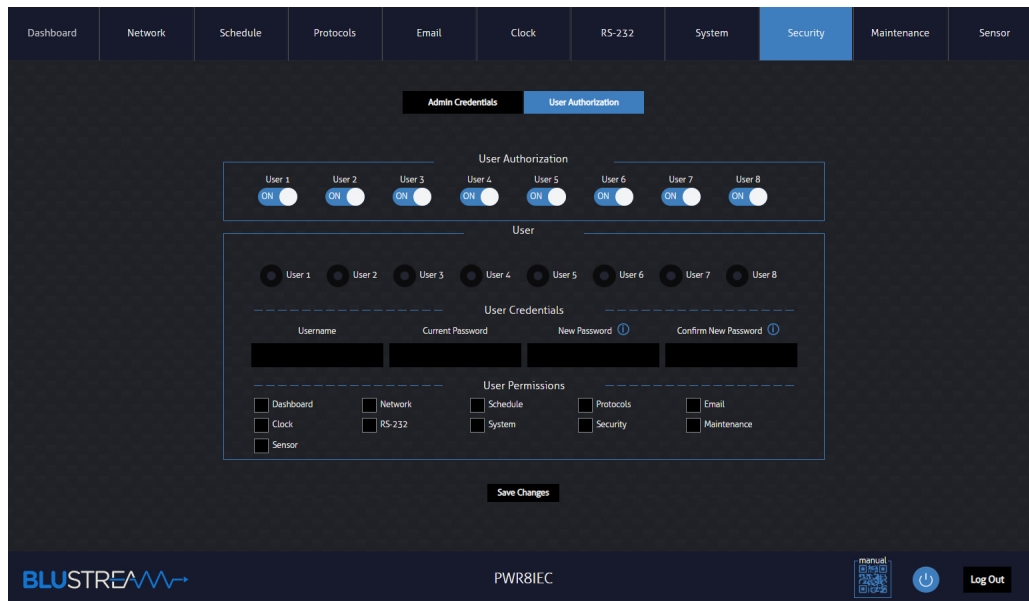 Dashboard Network Schedule Protocols Email Clock RS-232 System Security Maintenance Sensor
Admin Credentials User Authorization
User Authorization
User 1 User 2 User 3 User 4 User 5 User 6 User 7 User 8
ON ON ON ON ON ON ON ON
User
User 1 User 2 User 3 User 4 User 5 User 6 User 7 User 8
User Credentials
Username Current Password New Password Confirm New Password
User Permissions
Dashboard Network Schedule Protocols Email
Clock RS-232 System Security Maintenance
Sensor
Save Changes
manual
BLUSTREAM PWR8IEC Log Out